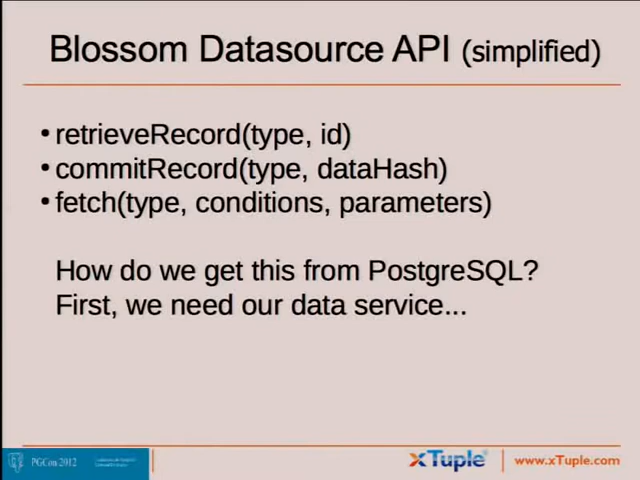 Blossom Datasource API (simplified)
• retrieveRecord(type, id)
• commitRecord(type, dataHash)
• fetch(type, conditions, parameters)
How do we get this from PostgreSQL?
First, we need our data service...
PGCon 2012
xTuple® www.xTuple.com